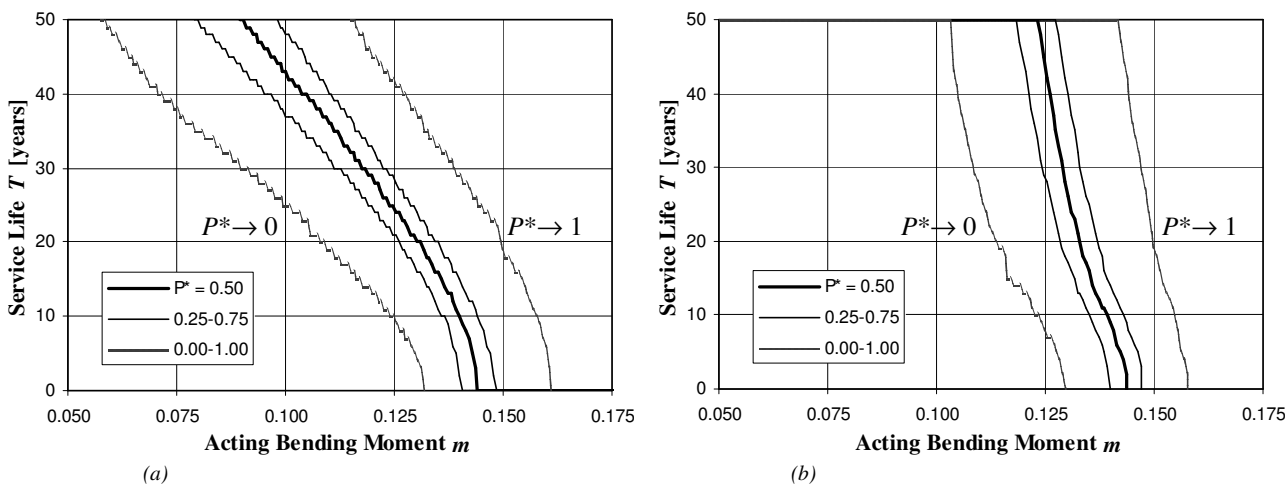 50
40
30
20
10
0
Service Life T [years]
P*→ 0
P*→ 1
P* = 0.50
0.25-0.75
0.00-1.00
0.050
0.075
0.100
0.125
0.150
0.175
Acting Bending Moment m
(a)
50
40
30
20
10
0
Service Life T [years]
P*→ 0
P*→ 1
P* = 0.50
0.25-0.75
0.00-1.00
0.050
0.075
0.100
0.125
0.150
0.175
Acting Bending Moment m
(b)